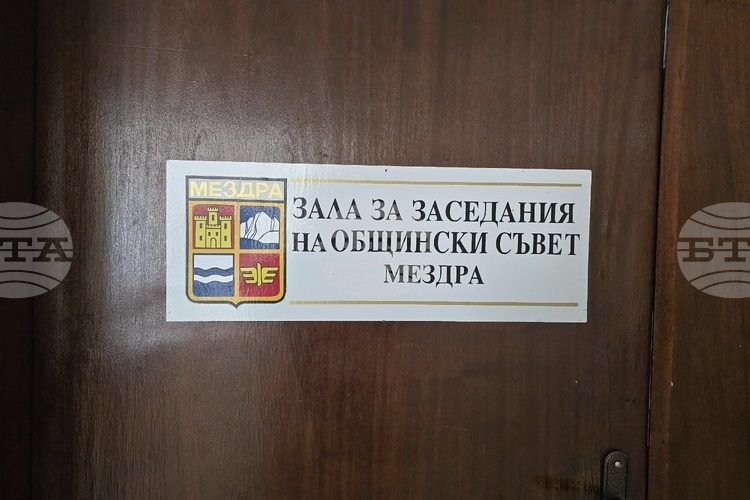 МЕЗДРА
ЗАЛА ЗА ЗАСЕДАНИЯ
НА ОБЩИНСКИ СЪВЕТ
МЕЗДРА
БТА
БТА